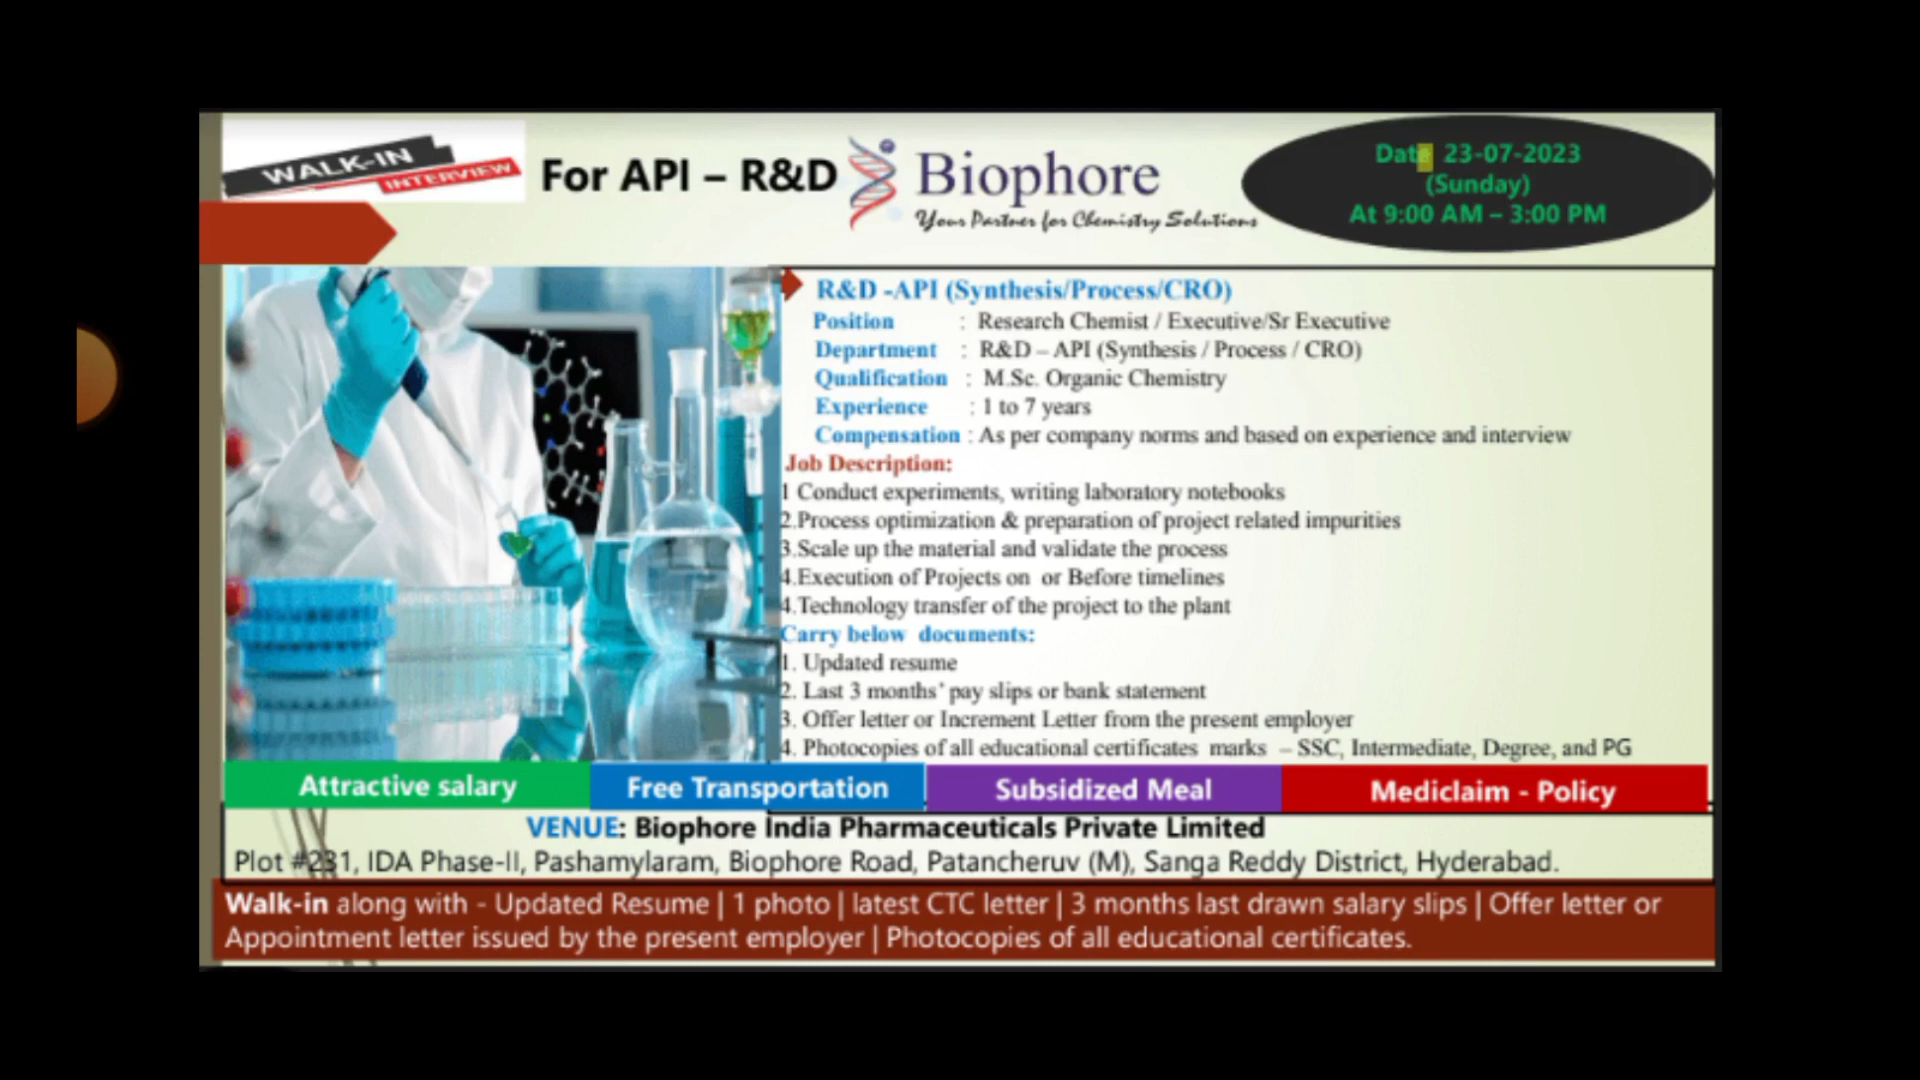 WALK-IN
INTERVIEW
For API – R&D
Biophore
Your Partner for Chemistry Solutions
Date 23-07-2023
(Sunday)
At 9:00 AM – 3:00 PM
R&D -API (Synthesis/Process/CRO)
Position : Research Chemist / Executive/Sr Executive
Department : R&D – API (Synthesis / Process / CRO)
Qualification : M.Sc. Organic Chemistry
Experience : 1 to 7 years
Compensation : As per company norms and based on experience and interview
Job Description:
1 Conduct experiments, writing laboratory notebooks
2.Process optimization & preparation of project related impurities
3.Scale up the material and validate the process
4.Execution of Projects on or Before timelines
4.Technology transfer of the project to the plant
Carry below documents:
1. Updated resume
2. Last 3 months' pay slips or bank statement
3. Offer letter or Increment Letter from the present employer
4. Photocopies of all educational certificates marks – SSC, Intermediate, Degree, and PG
Attractive salary
Free Transportation
Subsidized Meal
Mediclaim - Policy
VENUE: Biophore India Pharmaceuticals Private Limited
Plot #231, IDA Phase-II, Pashamylaram, Biophore Road, Patancheruv (M), Sanga Reddy District, Hyderabad.
Walk-in along with - Updated Resume | 1 photo | latest CTC letter | 3 months last drawn salary slips | Offer letter or
Appointment letter issued by the present employer | Photocopies of all educational certificates.